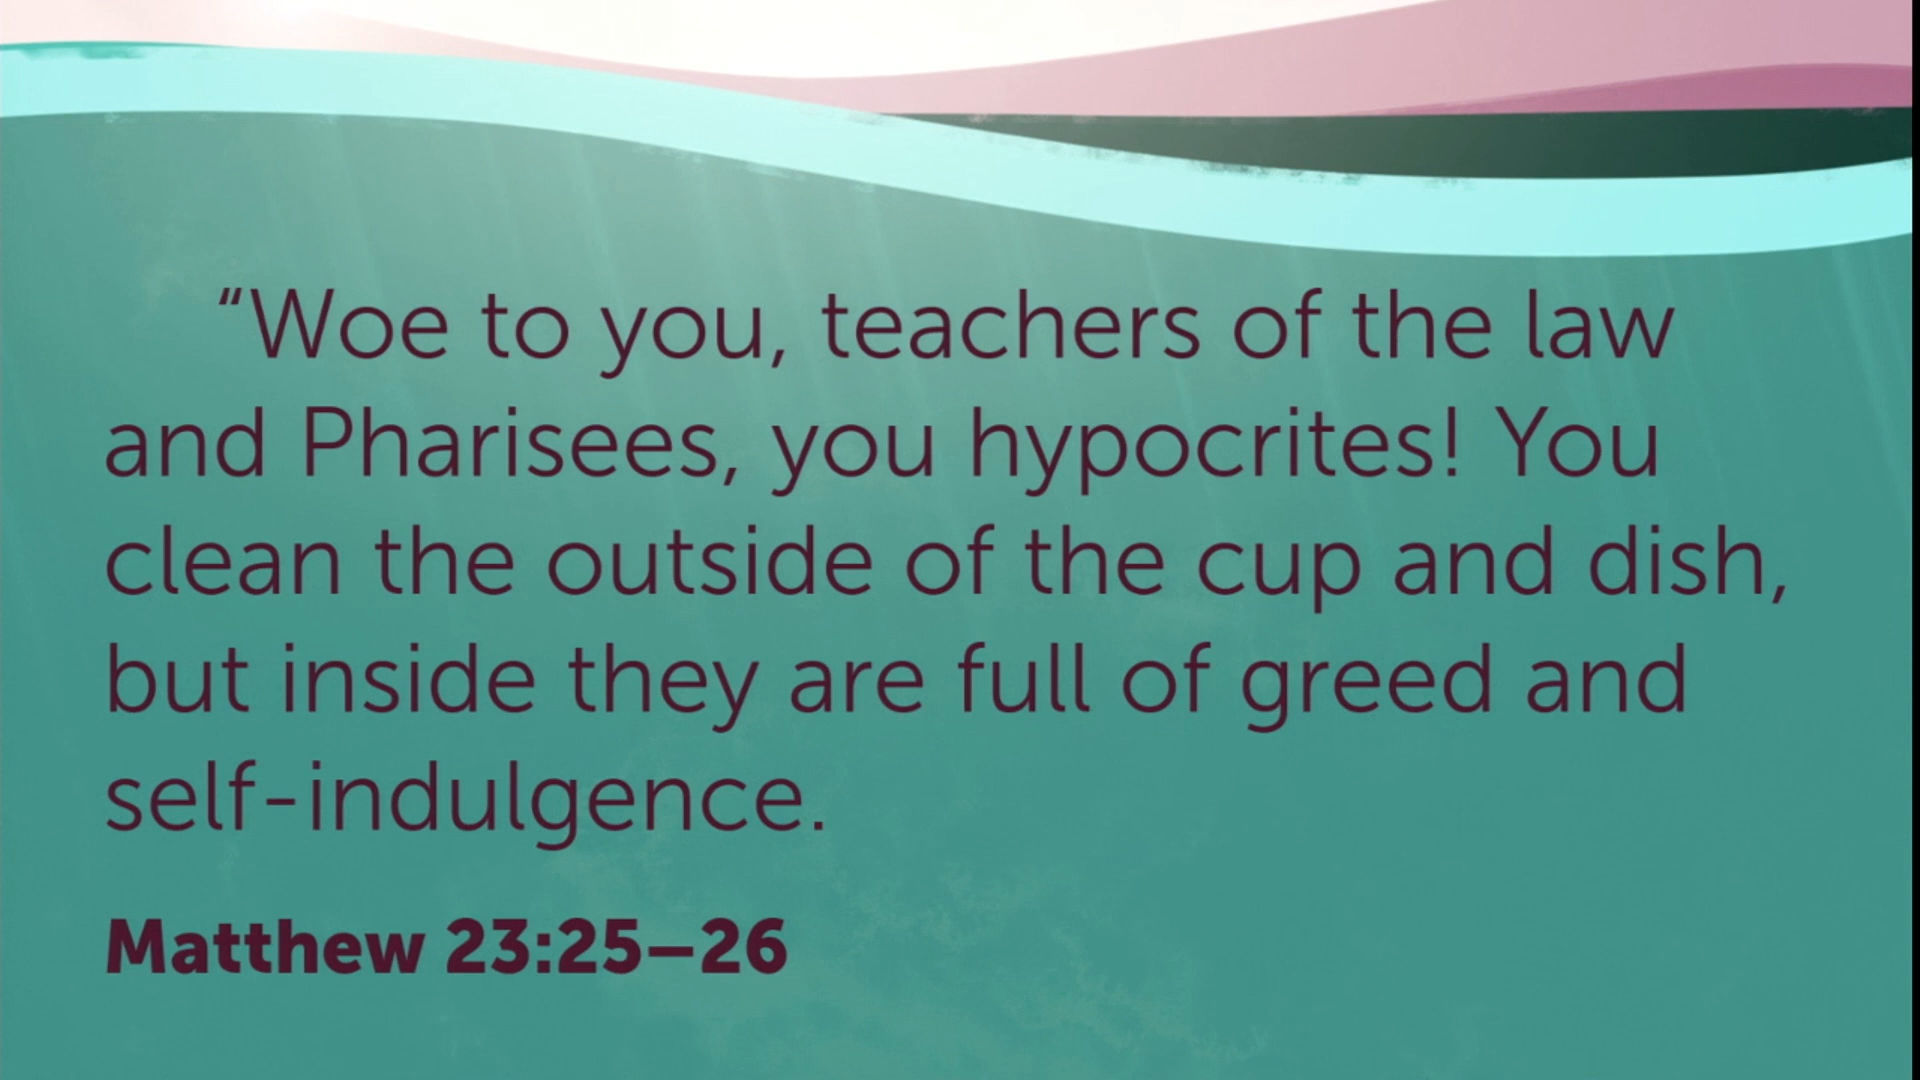 “Woe to you, teachers of the law
and Pharisees, you hypocrites! You
clean the outside of the cup and dish,
but inside they are full of greed and
self-indulgence.
Matthew 23:25–26